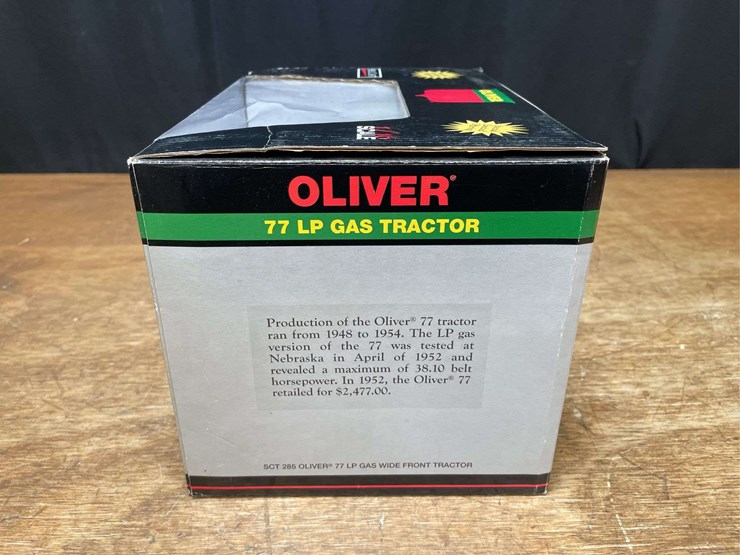 OLIVER®
77 LP GAS TRACTOR
Production of the Oliver® 77 tractor
ran from 1948 to 1954. The LP gas
version of the 77 was tested at
Nebraska in April of 1952 and
revealed a maximum of 38.10 belt
horsepower. In 1952, the Oliver® 77
retailed for $2,477.00.
SCT 285 OLIVER® 77 LP GAS WIDE FRONT TRACTOR